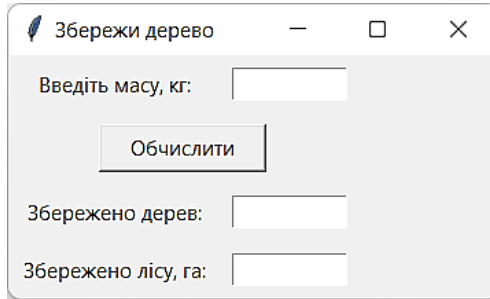 Збережи дерево
Введіть масу, кг:
Обчислити
Збережено дерев:
Збережено лісу, га: